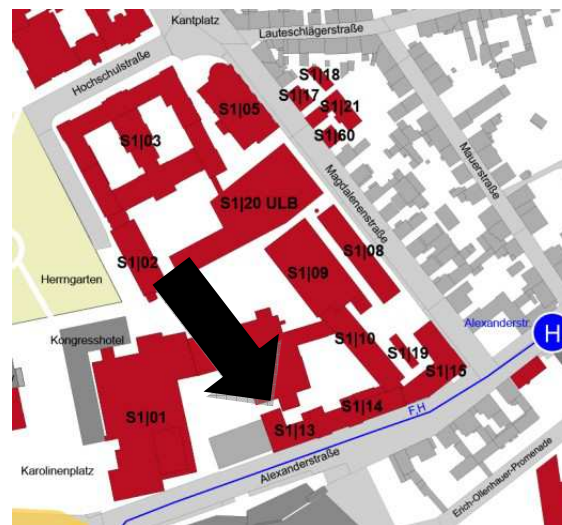 Kantplatz
Lauteschlägerstraße
Hochschulstraße
S1|18
S1|17
S1|05
S1|21
S1|60
S1|03
Mauerstraße
Magdalenenstraße
S1|20 ULB
S1|08
S1|02
S1|09
Herrngarten
Alexanderstr.
H
Kongresshotel
S1|10
S1|19
S1|15
S1|14
F,H
S1|01
S1|13
Karolinenplatz
Alexanderstraße
Erich-Ollenhauer-Promenade